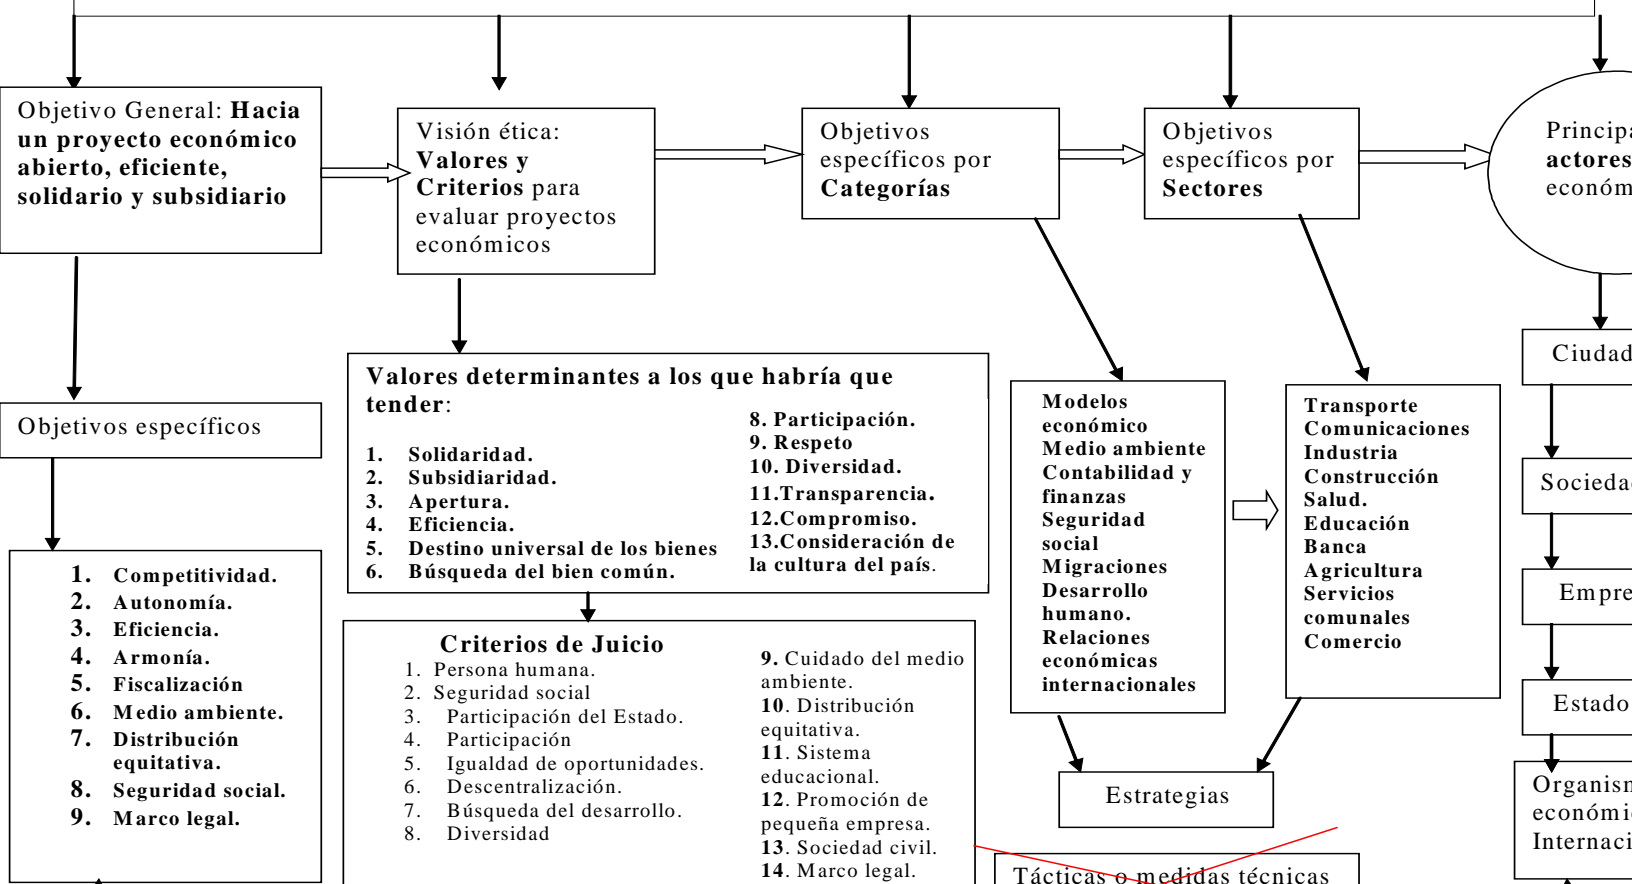 Objetivo General: Hacia
un proyecto económico
abierto, eficiente,
solidario y subsidiario
Visión ética:
Valores y
Criterios para
evaluar proyectos
económicos
Objetivos
específicos por
Categorías
Objetivos
específicos por
Sectores
Principa
actores
económ
Objetivos específicos
1. Competitividad.
2. Autonomía.
3. Eficiencia.
4. Armonía.
5. Fiscalización
6. Medio ambiente.
7. Distribución
equitativa.
8. Seguridad social.
9. Marco legal.
Valores determinantes a los que habría que
tender:
1. Solidaridad.
2. Subsidiaridad.
3. Apertura.
4. Eficiencia.
5. Destino universal de los bienes
6. Búsqueda del bien común.
8. Participación.
9. Respeto
10. Diversidad.
11.Transparencia.
12.Compromiso.
13.Consideración de
la cultura del país.
Criterios de Juicio
1. Persona humana.
2. Seguridad social
3. Participación del Estado.
4. Participación
5. Igualdad de oportunidades.
6. Descentralización.
7. Búsqueda del desarrollo.
8. Diversidad
9. Cuidado del medio
ambiente.
10. Distribución
equitativa.
11. Sistema
educacional.
12. Promoción de
pequeña empresa.
13. Sociedad civil.
14. Marco legal.
Modelos
económico
Medio ambiente
Contabilidad y
finanzas
Seguridad
social
Migraciones
Desarrollo
humano.
Relaciones
económicas
internacionales
Transporte
Comunicaciones
Industria
Construcción
Salud.
Educación
Banca
Agricultura
Servicios
comunales
Comercio
Estrategias
Tácticas o medidas técnicas
Ciudad
Sociedad
Empre
Estado
Organism
económic
Internaci